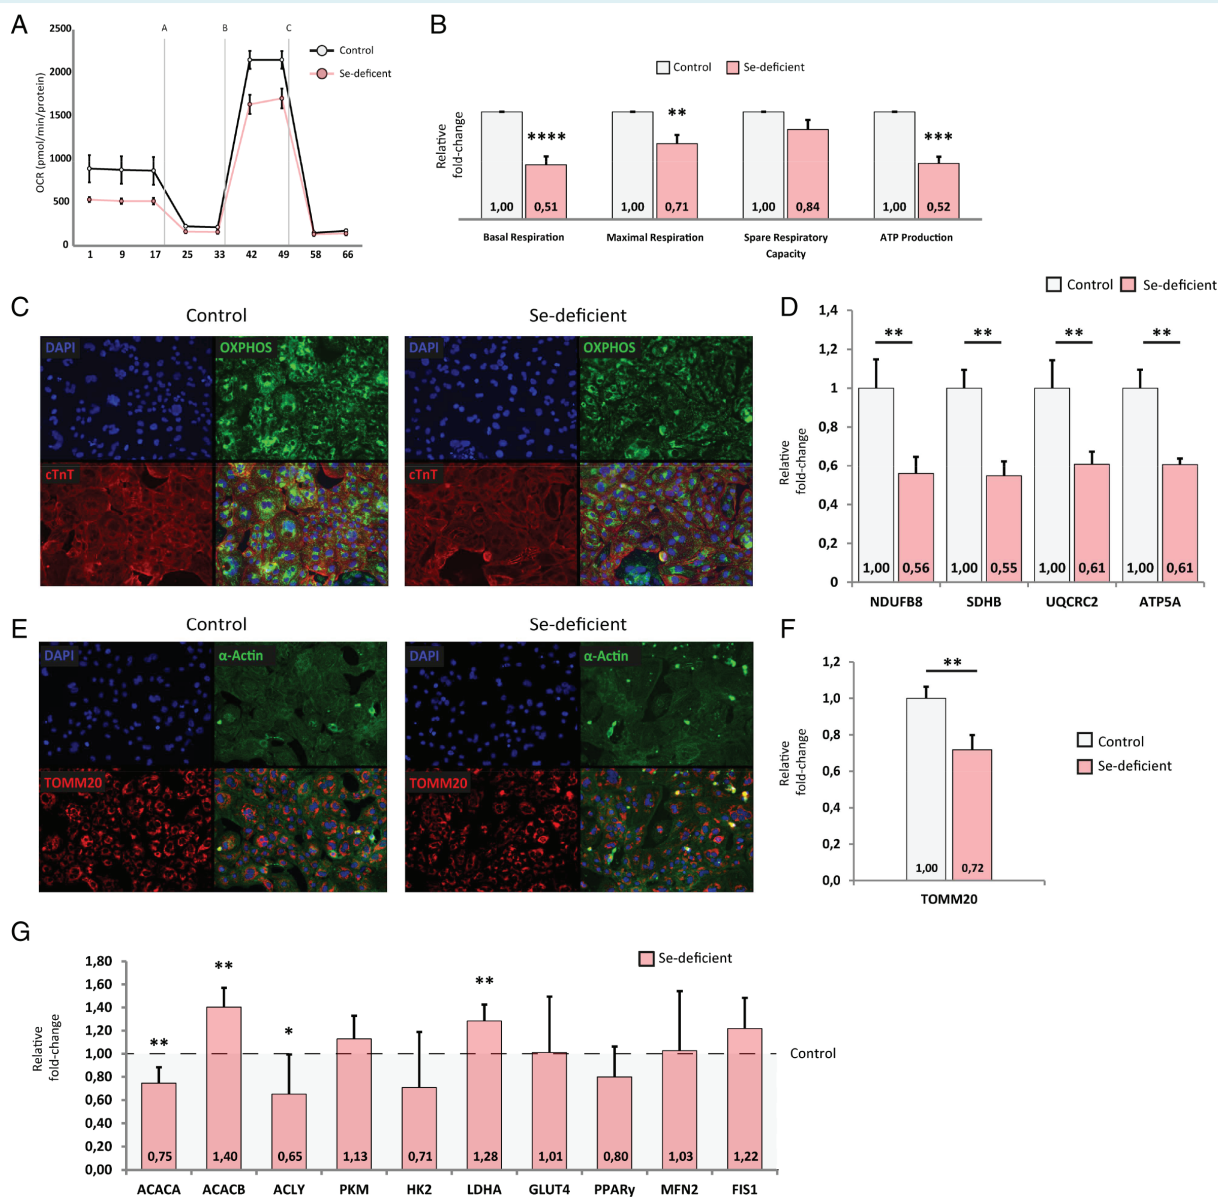 A
2500
2000
1500
1000
500
0
OCR (pmol/min/protein)
A B C
Control
Se-deficent
1 9 17 25 33 42 49 58 66
B
Control Se-deficient
Relative
fold-change
**** ** ***
1,00 0,51 1,00 0,71 1,00 0,84 1,00 0,52
Basal Respiration Maximal Respiration Spare Respiratory Capacity ATP Production
C
Control Se-deficient
DAPI OXPHOS DAPI OXPHOS
cTnT cTnT
D
Control Se-deficient
1,4
1,2
1
0,8
0,6
0,4
0,2
0
Relative
fold-change
** ** ** **
1,00 0,56 1,00 0,55 1,00 0,61 1,00 0,61
NDUFB8 SDHB UQCRC2 ATP5A
E
Control Se-deficient
DAPI α-Actin DAPI α-Actin
TOMM20 TOMM20
F
1,2
1,0
0,8
0,6
0,4
0,2
0,0
Relative
fold-change
**
1,00 0,72
TOMM20
Control
Se-deficient
G
Se-deficient
1,80
1,60
1,40
1,20
1,00
0,80
0,60
0,40
0,20
0,00
Relative
fold-change
** ** * **
Control
0,75 1,40 0,65 1,13 0,71 1,28 1,01 0,80 1,03 1,22
ACACA ACACB ACLY PKM HK2 LDHA GLUT4 PPARγ MFN2 FIS1